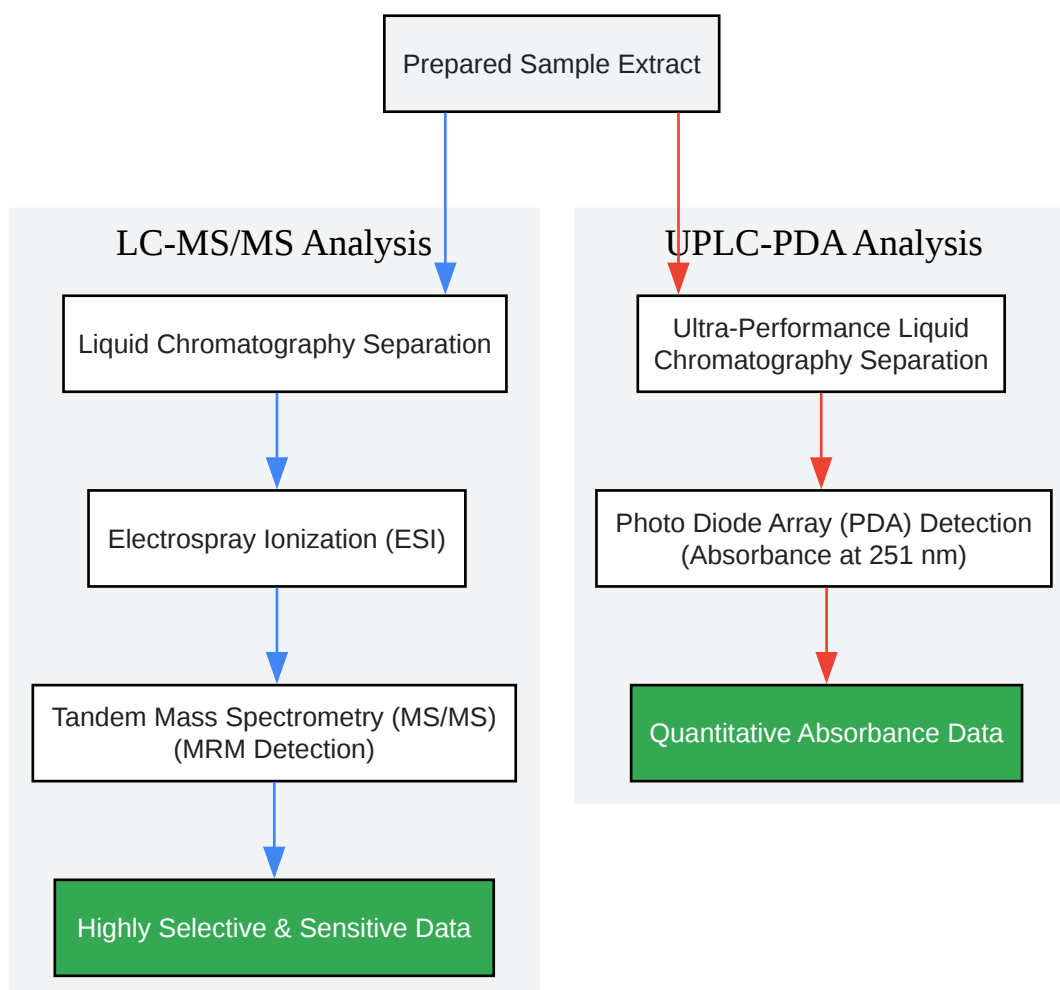 Prepared Sample Extract
LC-MS/MS Analysis
Liquid Chromatography Separation
Electrospray Ionization (ESI)
Tandem Mass Spectrometry (MS/MS)
(MRM Detection)
Highly Selective & Sensitive Data
UPLC-PDA Analysis
Ultra-Performance Liquid
Chromatography Separation
Photo Diode Array (PDA) Detection
(Absorbance at 251 nm)
Quantitative Absorbance Data